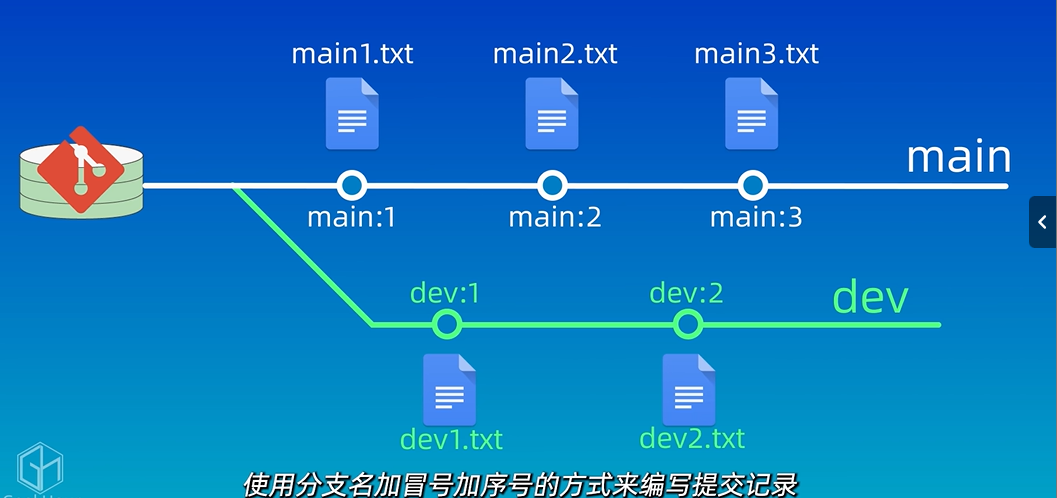 main1.txt
main2.txt
main3.txt
main
main:1
main:2
main:3
dev:1
dev:2
dev
dev1.txt
dev2.txt
使用分支名加冒号加序号的方式来编写提交记录